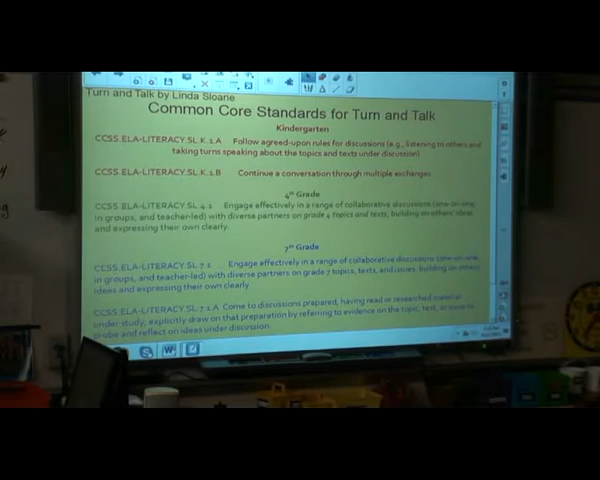 Turn and Talk by Linda Sloane
Common Core Standards for Turn and Talk
Kindergarten
CCSS.ELA-LITERACY.SL.K.1.A Follow agreed-upon rules for discussions (e.g., listening to others and
taking turns speaking about the topics and texts under discussion)
CCSS.ELA-LITERACY.SL.K.1.B Continue a conversation through multiple exchanges
4th Grade
CCSS.ELA-LITERACY.SL.4.1 Engage effectively in a range of collaborative discussions (one-on-one,
in groups, and teacher-led) with diverse partners on grade 4 topics and texts, building on others' ideas
and expressing their own clearly.
7th Grade
CCSS.ELA-LITERACY.SL.7.1 Engage effectively in a range of collaborative discussions (one-on-one,
in groups, and teacher-led) with diverse partners on grade 7 topics, texts, and issues, building on others'
ideas and expressing their own clearly.
CCSS.ELA-LITERACY.SL.7.1.A Come to discussions prepared, having read or researched material
under study; explicitly draw on that preparation by referring to evidence on the topic, text, or issue to
probe and reflect on ideas under discussion.